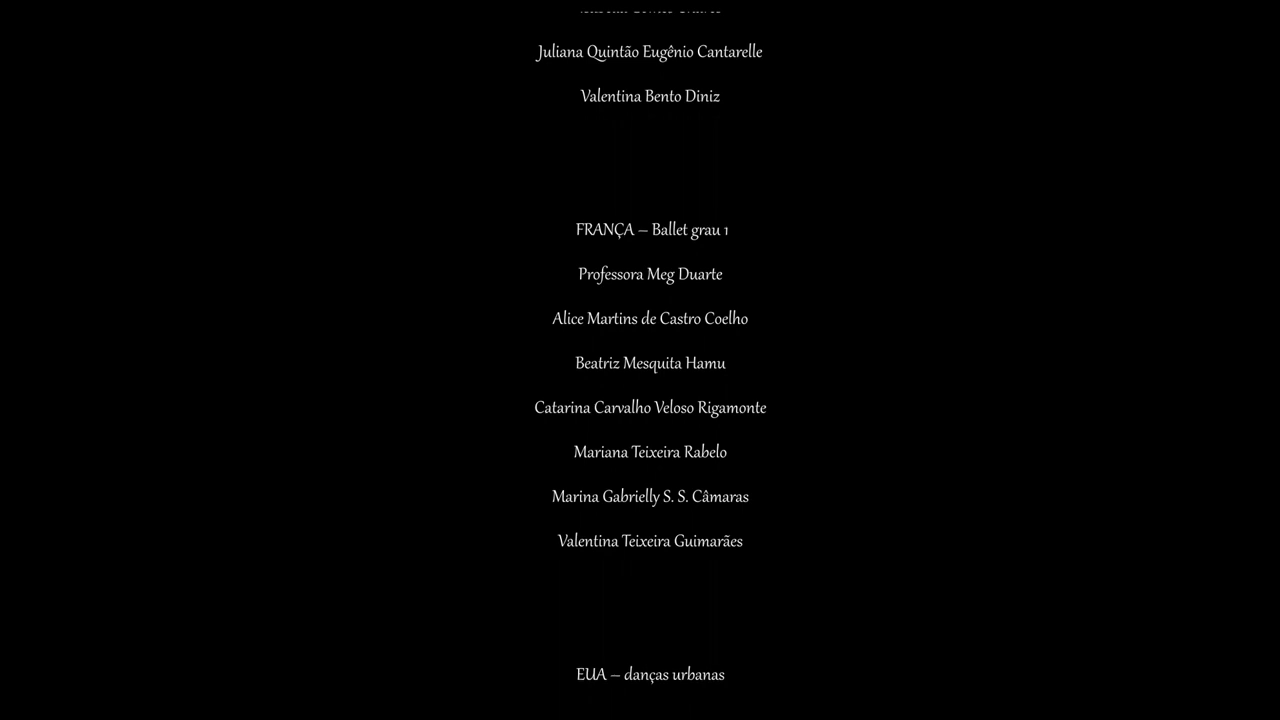 Juliana Quintão Eugênio Cantarelle
Valentina Bento Diniz
FRANÇA – Ballet grau 1
Professora Meg Duarte
Alice Martins de Castro Coelho
Beatriz Mesquita Hamu
Catarina Carvalho Veloso Rigamonte
Mariana Teixeira Rabelo
Marina Gabrielly S. S. Câmaras
Valentina Teixeira Guimarães
EUA – danças urbanas